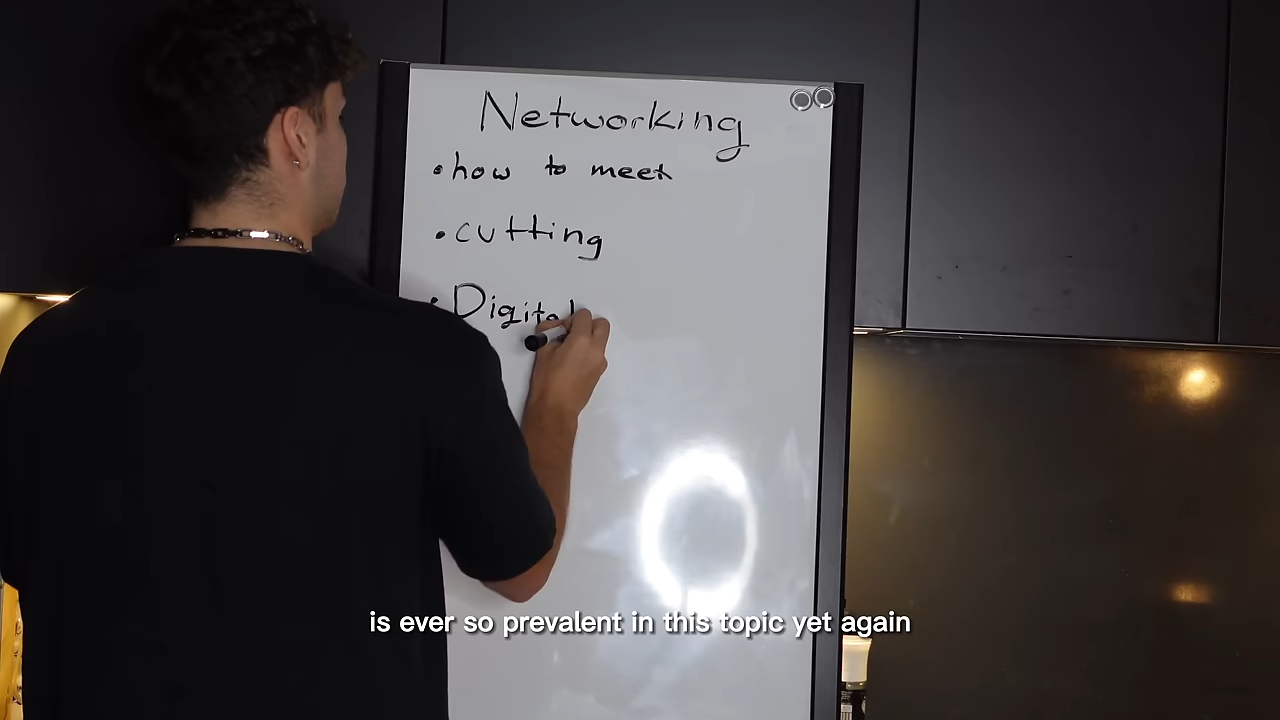 Networking
• how to meet
• cutting
• Digital
is ever so prevalent in this topic yet again